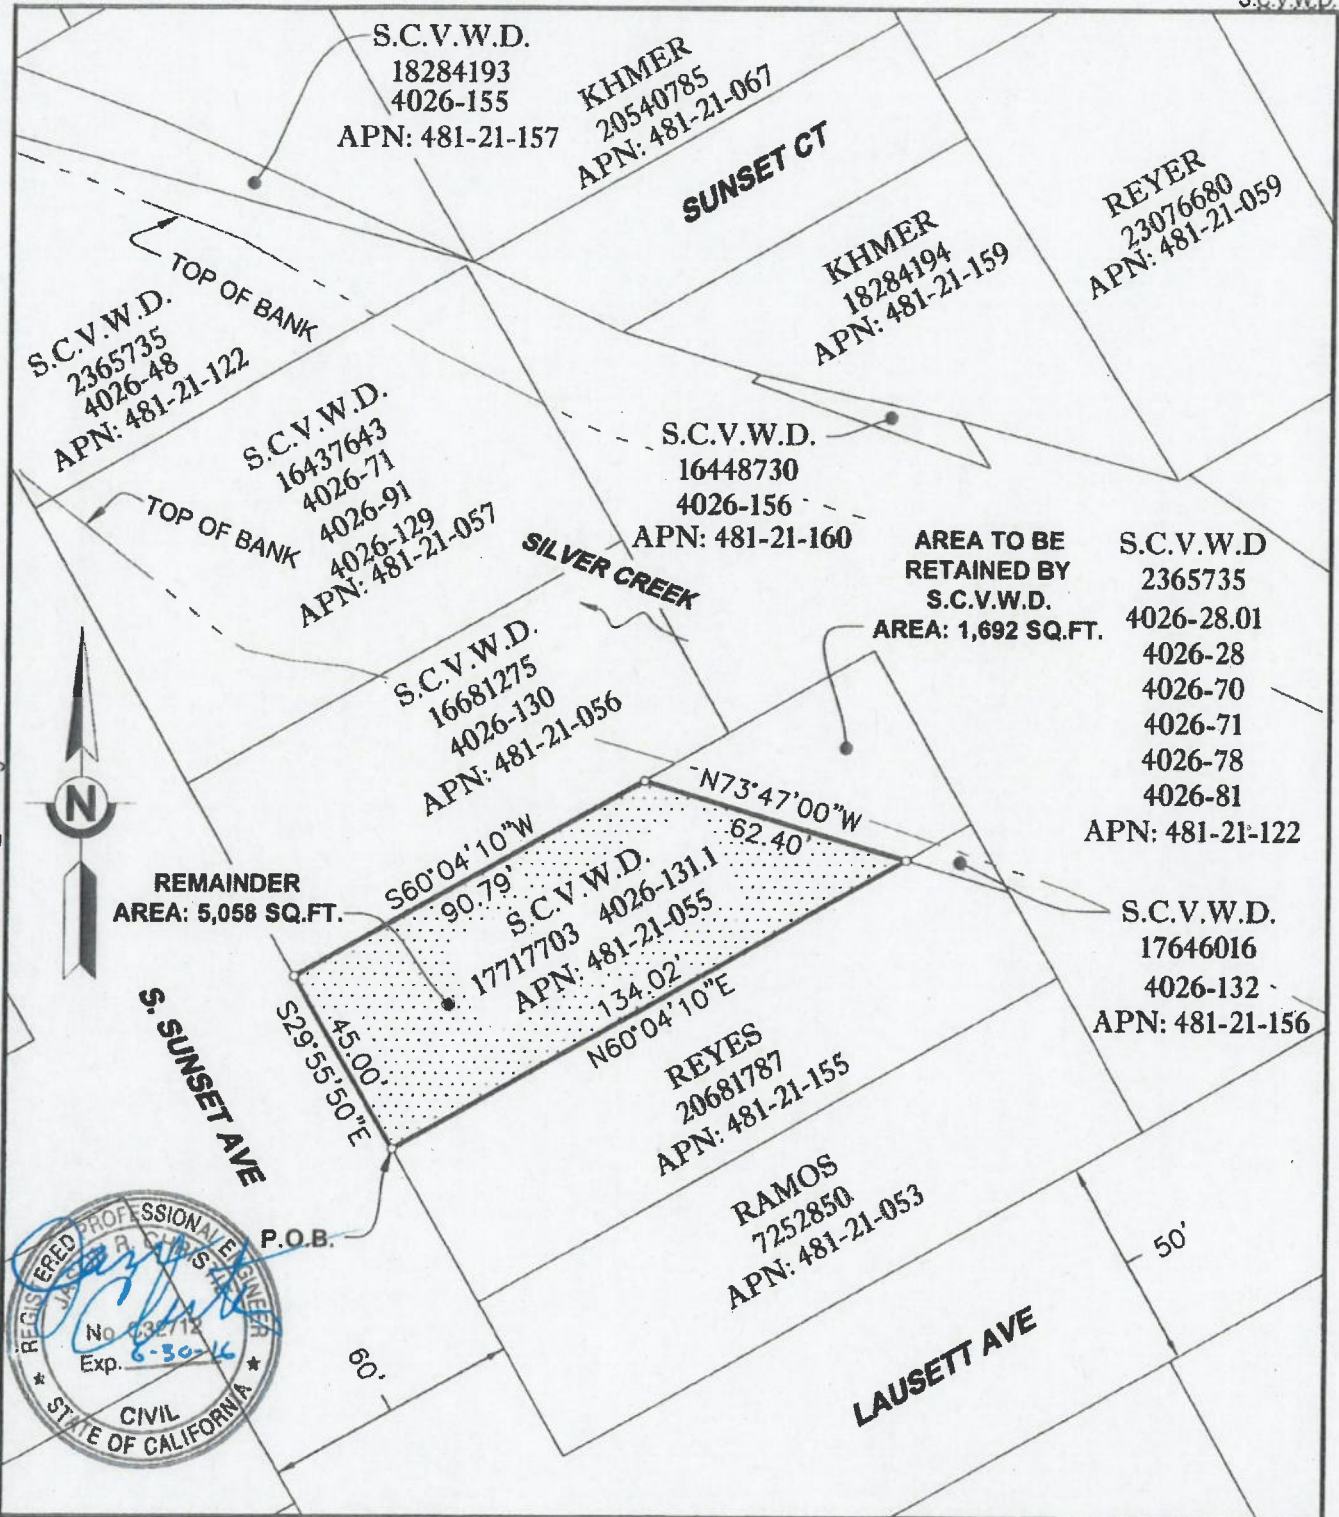 S.C.V.W.D.
18284193
4026-155
APN: 481-21-157
KHMER
20540785
APN: 481-21-067
SUNSET CT
REYER
23076680
APN: 481-21-059
KHMER
18284194
APN: 481-21-159
TOP OF BANK
S.C.V.W.D.
2365735
4026-48
APN: 481-21-122
S.C.V.W.D.
16437643
4026-71
4026-91
4026-129
APN: 481-21-057
TOP OF BANK
S.C.V.W.D.
16448730
4026-156
APN: 481-21-160
SILVER CREEK
AREA TO BE
RETAINED BY
S.C.V.W.D.
AREA: 1,692 SQ.FT.
S.C.V.W.D
2365735
4026-28.01
4026-28
4026-70
4026-71
4026-78
4026-81
APN: 481-21-122
S.C.V.W.D.
16681275
4026-130
APN: 481-21-056
N
N73°47'00"W
62.40'
S60°04'10"W
90.79'
REMAINDER
AREA: 5,058 SQ.FT.
S.C.V.W.D.
17717703 4026-131.1
APN: 481-21-055
134.02'
N60°04'10"E
S.C.V.W.D.
17646016
4026-132
APN: 481-21-156
45.00'
S29°55'50"E
S. SUNSET AVE
REYES
20681787
APN: 481-21-155
RAMOS
7252850
APN: 481-21-053
P.O.B.
50'
60'
LAUSETT AVE
REGISTERED PROFESSIONAL ENGINEER
No
Exp. 6-30-16
CIVIL
STATE OF CALIFORNIA